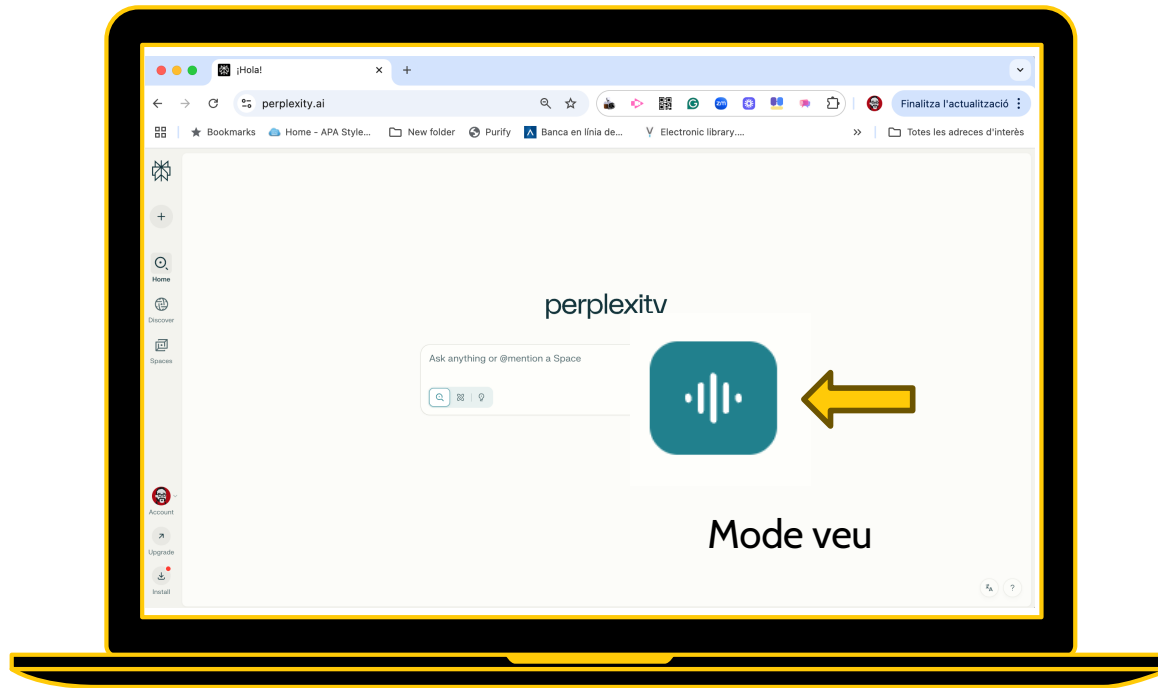 ¡Hola!
perplexity.ai
Finalitza l'actualització
Bookmarks
Home - APA Style...
New folder
Purify
Banca en línia de...
Electronic library....
Totes les adreces d'interès
Home
Discover
Spaces
perplexity
Ask anything or @mention a Space
Mode veu
Account
Upgrade
Install
?